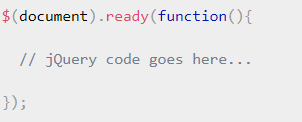 $(document).ready(function(){
// jQuery code goes here...
});